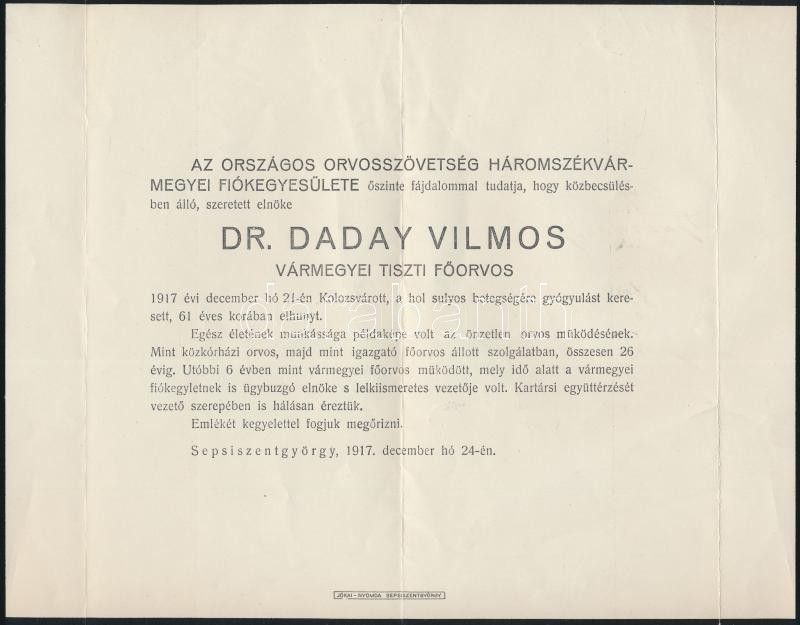 AZ ORSZÁGOS ORVOSSZÖVETSÉG HÁROMSZÉKVÁR-
MEGYEI FIÓKEGYESÜLETE őszinte fájdalommal tudatja, hogy közbecsülés-
ben álló, szeretett elnöke
DR. DADAY VILMOS
VÁRMEGYEI TISZTI FŐORVOS
1917 évi december hó 21-én Kolozsvárott, a hol sulyos betegségére gyógyulást kere-
sett, 61 éves korában elhunyt.
Egész életének munkássága példaképe volt az önzetlen orvos müködésének.
Mint közkórházi orvos, majd mint igazgató főorvos állott szolgálatban, összesen 26
évig. Utóbbi 6 évben mint vármegyei főorvos müködött, mely idő alatt a vármegyei
fiókegyletnek is ügybuzgó elnöke s lelkiismeretes vezetője volt. Kartársi együttérzését
vezető szerepében is hálásan éreztük.
Emlékét kegyelettel fogjuk megőrizni.
Sepsiszentgyörgy, 1917. december hó 24-én.
JÓKAI-NYOMDA SEPSISZENTGYÖRGY
darabanth